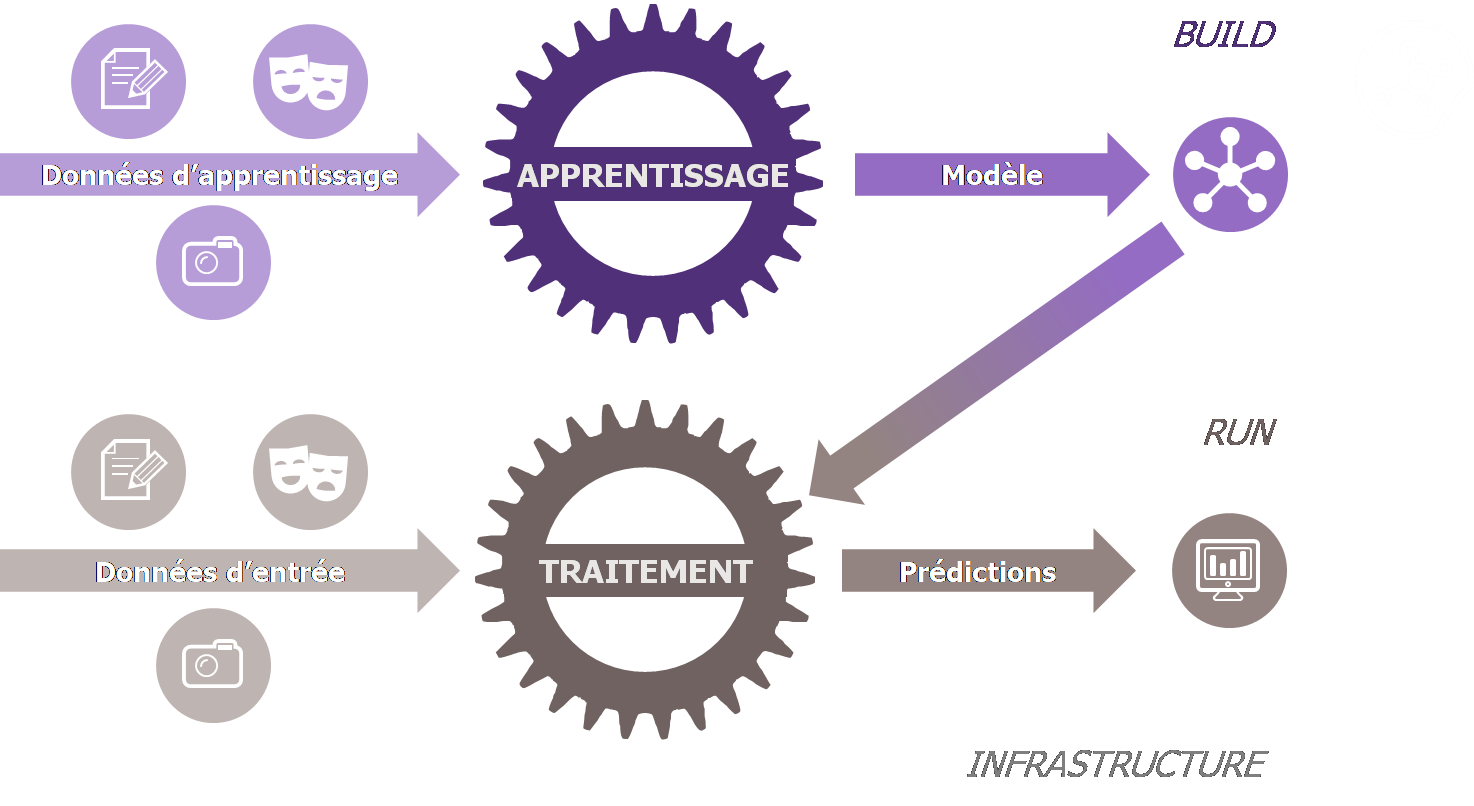 BUILD
Données d’apprentissage
APPRENTISSAGE
Modèle
RUN
Données d’entrée
TRAITEMENT
Prédictions
INFRASTRUCTURE